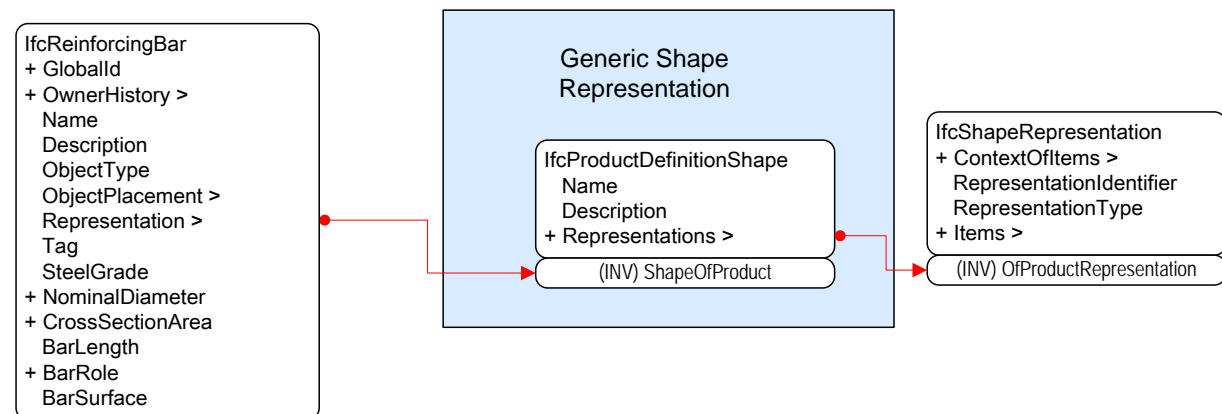 IfcReinforcingBar
+ GlobalId
+ OwnerHistory >
Name
Description
ObjectType
ObjectPlacement >
Representation >
Tag
SteelGrade
+ NominalDiameter
+ CrossSectionArea
BarLength
+ BarRole
BarSurface
Generic Shape
Representation
IfcProductDefinitionShape
Name
Description
+ Representations >
(INV) ShapeOfProduct
IfcShapeRepresentation
+ ContextOfItems >
RepresentationIdentifier
RepresentationType
+ Items >
(INV) OfProductRepresentation